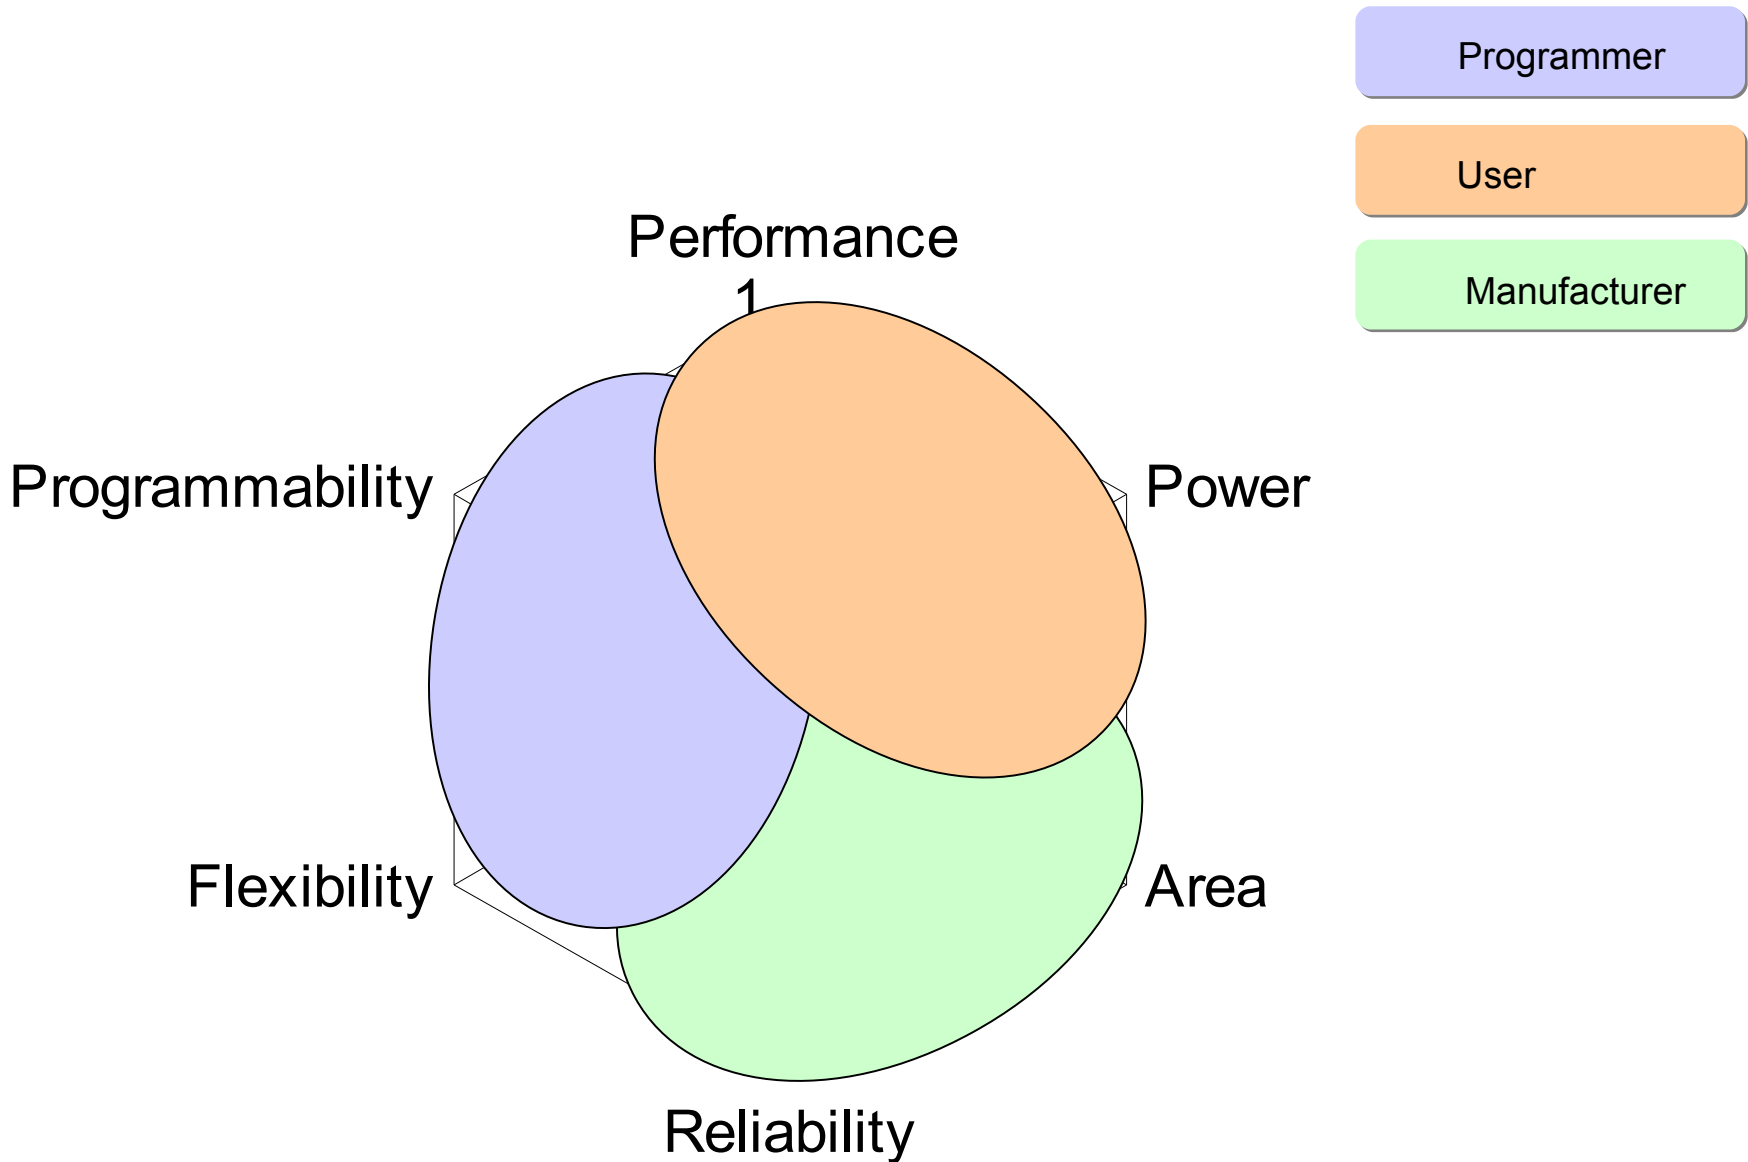 Programmer
User
Manufacturer
Performance
1
Programmability
Power
Flexibility
Area
Reliability